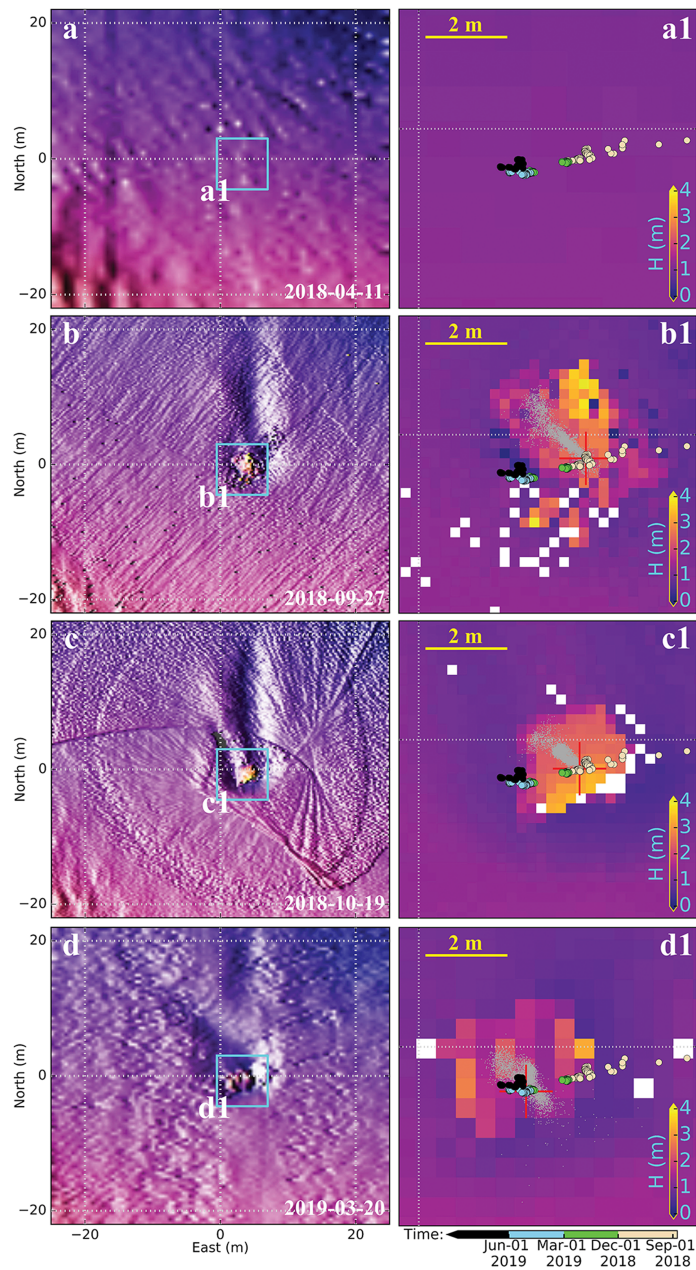 a
a1
2 m
20
North (m)
0
−20
a1
2018-04-11
H (m)
4
3
2
1
0
b
b1
2 m
20
North (m)
0
−20
b1
2018-09-27
H (m)
4
3
2
1
0
c
c1
2 m
20
North (m)
0
−20
c1
2018-10-19
H (m)
4
3
2
1
0
d
d1
2 m
20
North (m)
0
−20
d1
2019-03-20
H (m)
4
3
2
1
0
−20
0
20
East (m)
Time:
Jun-01 Mar-01 Dec-01 Sep-01
2019 2019 2018 2018